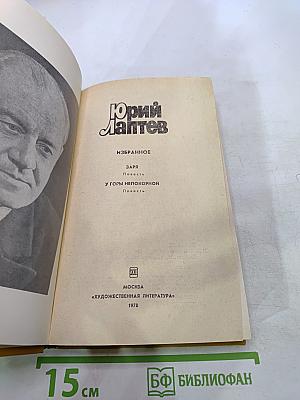 Юрий
Лаптев
ИЗБРАННОЕ
ЗАРЯ
Повесть
У ГОРЫ НЕПОКОРНОЙ
Повесть
МОСКВА
«ХУДОЖЕСТВЕННАЯ ЛИТЕРАТУРА»
1978
15 см
БФ БИБЛИОФАН